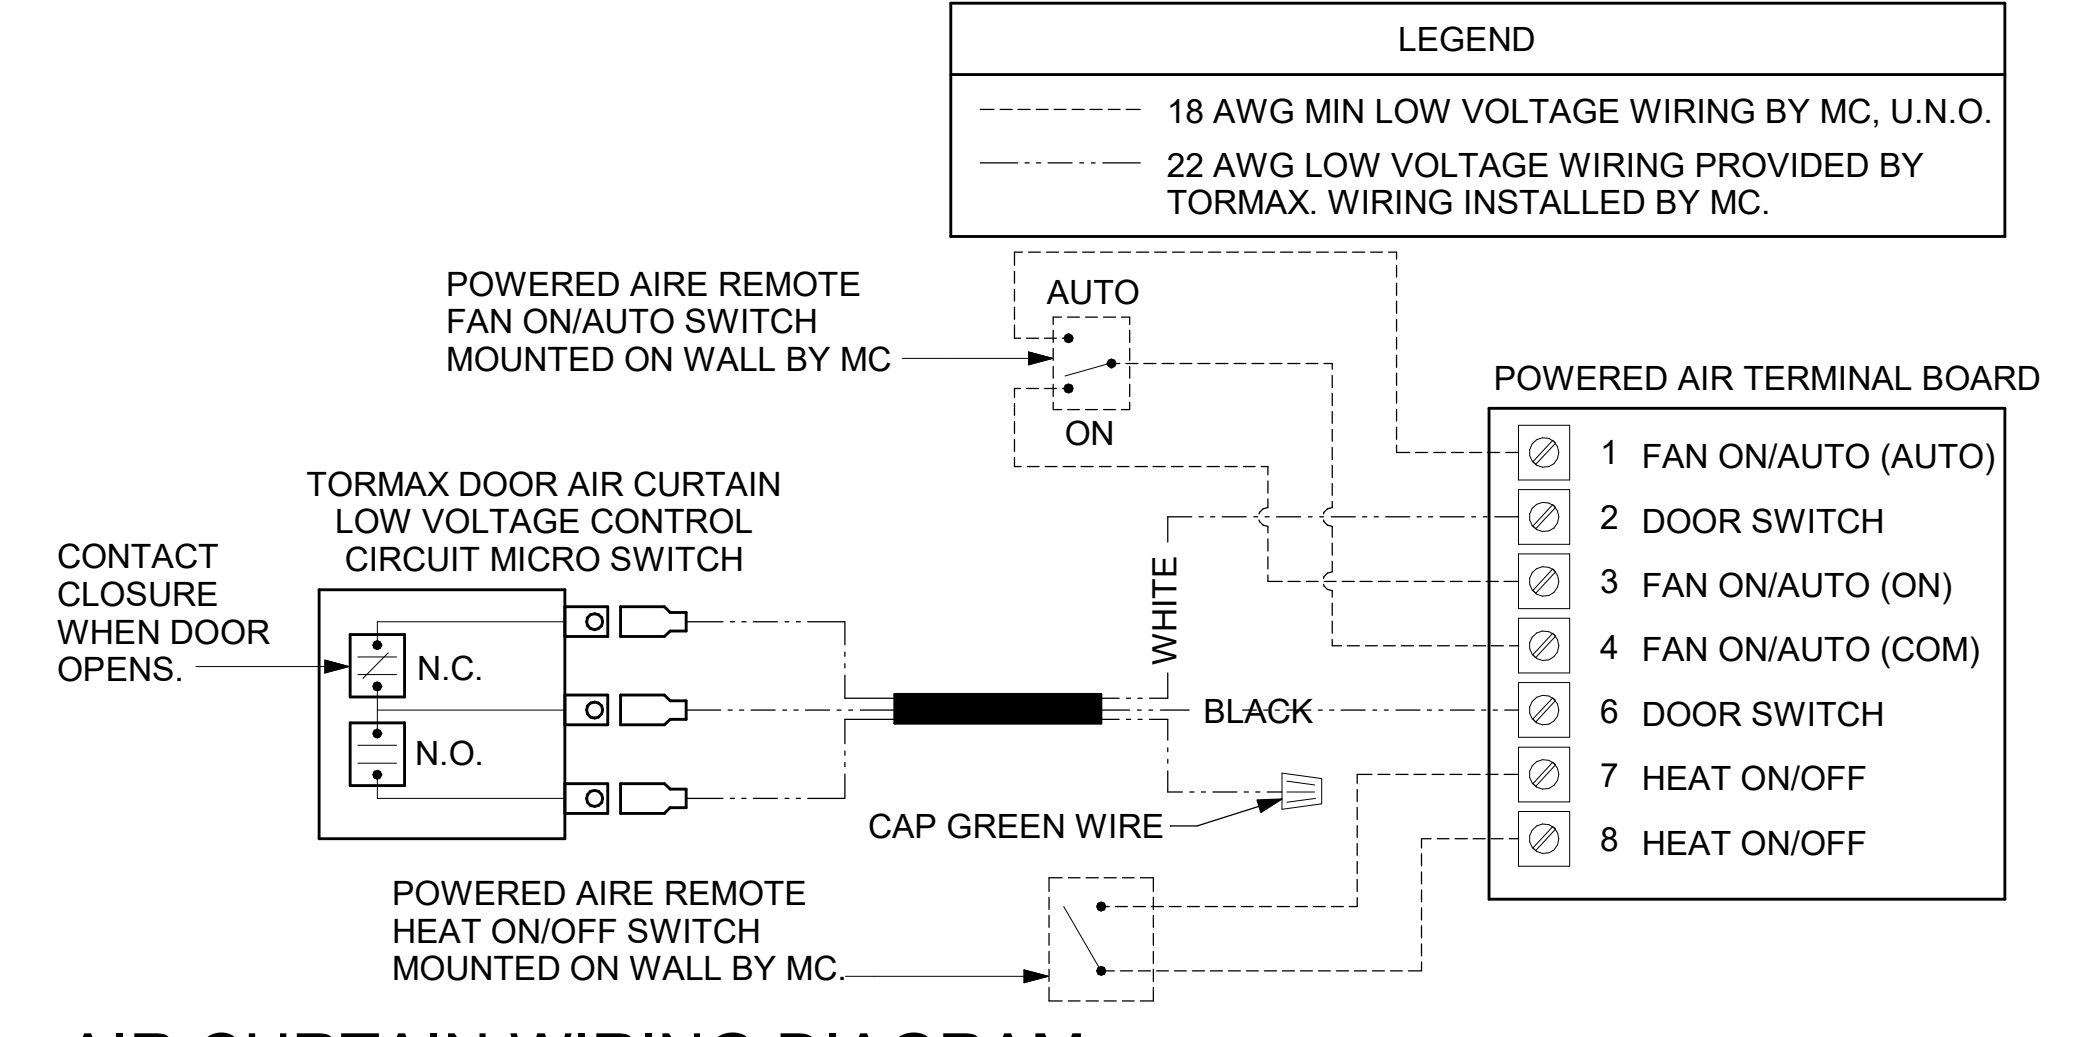 LEGEND
18 AWG MIN LOW VOLTAGE WIRING BY MC, U.N.O.
22 AWG LOW VOLTAGE WIRING PROVIDED BY
TORMAX. WIRING INSTALLED BY MC.
POWERED AIRE REMOTE
FAN ON/AUTO SWITCH
MOUNTED ON WALL BY MC
AUTO
ON
POWERED AIR TERMINAL BOARD
1 FAN ON/AUTO (AUTO)
2 DOOR SWITCH
3 FAN ON/AUTO (ON)
4 FAN ON/AUTO (COM)
6 DOOR SWITCH
7 HEAT ON/OFF
8 HEAT ON/OFF
TORMAX DOOR AIR CURTAIN
LOW VOLTAGE CONTROL
CIRCUIT MICRO SWITCH
CONTACT
CLOSURE
WHEN DOOR
OPENS.
N.C.
N.O.
WHITE
BLACK
CAP GREEN WIRE
POWERED AIRE REMOTE
HEAT ON/OFF SWITCH
MOUNTED ON WALL BY MC.
AIR CURTAIN WIRING DIAGRAM